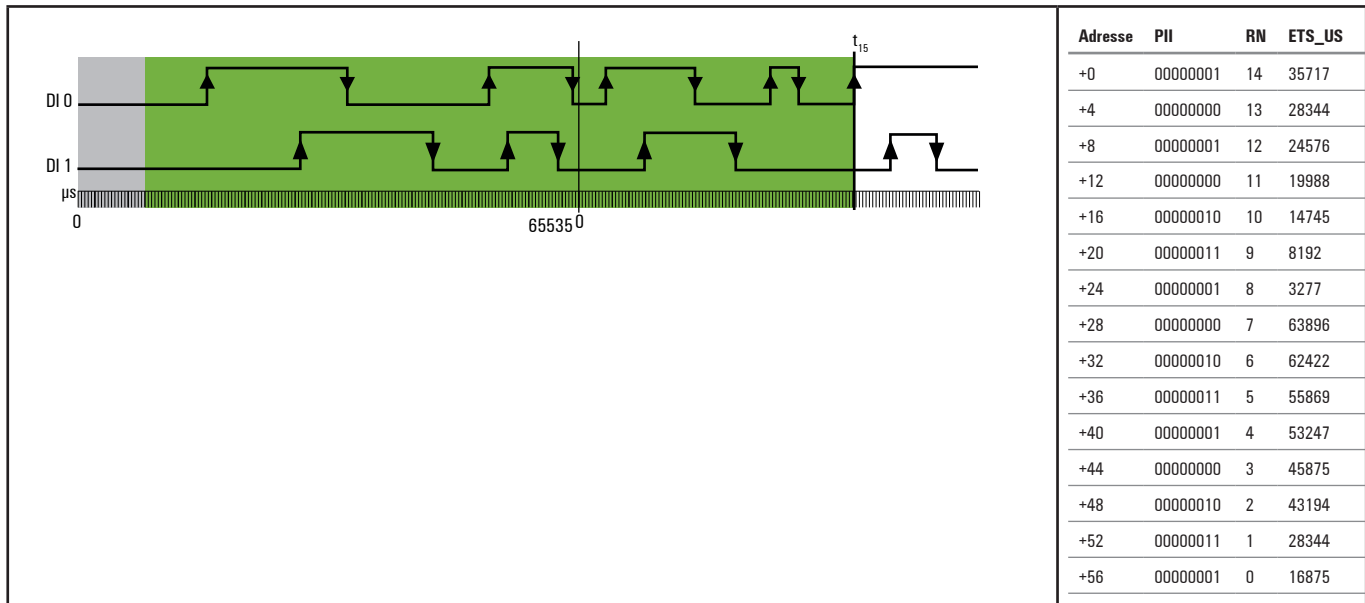 t15
DI 0
DI 1
µs
0
65535 0
Adresse PII RN ETS_US
+0 00000001 14 35717
+4 00000000 13 28344
+8 00000001 12 24576
+12 00000000 11 19988
+16 00000010 10 14745
+20 00000011 9 8192
+24 00000001 8 3277
+28 00000000 7 63896
+32 00000010 6 62422
+36 00000011 5 55869
+40 00000001 4 53247
+44 00000000 3 45875
+48 00000010 2 43194
+52 00000011 1 28344
+56 00000001 0 16875